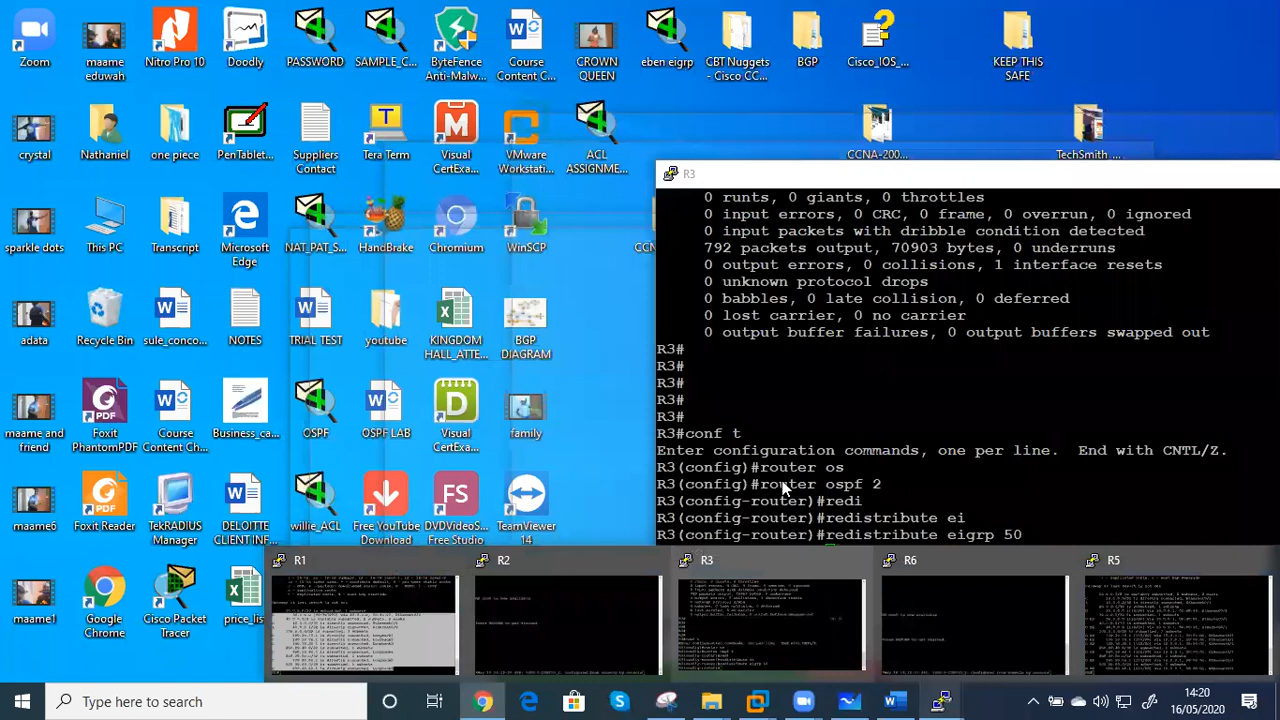 Zoom
maame
eduwah
Nitro Pro 10
Doodly
PASSWORD
SAMPLE_C...
ByteFence
Anti-Malw...
Course
Content C...
CROWN
QUEEN
eben eigrp
CBT Nuggets
- Cisco CC...
BGP
Cisco_IOS_...
KEEP THIS
SAFE
crystal
Nathaniel
one piece
PenTablet...
Suppliers
Contact
Tera Term
Visual
CertExa...
VMware
Workstati...
ACL
ASSIGNME...
CCNA-200...
TechSmith_...
sparkle dots
This PC
Transcript
Microsoft
Edge
NAT_PAT_S...
HandBrake
Chromium
WinSCP
adata
Recycle Bin
sule_conco...
NOTES
TRIAL TEST
youtube
KINGDOM
HALL_ATTE...
BGP
DIAGRAM
maame and
friend
Foxit
PhantomPDF
Course
Content Ch...
Business_ca...
OSPF
OSPF LAB
Visual
CertExa...
family
maame6
Foxit Reader
TekRADIUS
Manager
DELOITTE
CLIENT INF...
willie_ACL
Free YouTube
Download
DVDVideoS...
Free Studio
TeamViewer
14
Google
Cisco Packet
Tracer
price_lis
R3
0 runts, 0 giants, 0 throttles
0 input errors, 0 CRC, 0 frame, 0 overrun, 0 ignored
0 input packets with dribble condition detected
792 packets output, 70903 bytes, 0 underruns
0 output errors, 0 collisions, 1 interface resets
0 unknown protocol drops
0 babbles, 0 late collision, 0 deferred
0 lost carrier, 0 no carrier
0 output buffer failures, 0 output buffers swapped out
R3#
R3#
R3#
R3#
R3#
R3#conf t
Enter configuration commands, one per line.  End with CNTL/Z.
R3(config)#router os
R3(config)#router ospf 2
R3(config-router)#redi
R3(config-router)#redistribute ei
R3(config-router)#redistribute eigrp 50
R1
R2
R3
R6
R5
Type here to search
14:20
16/05/2020